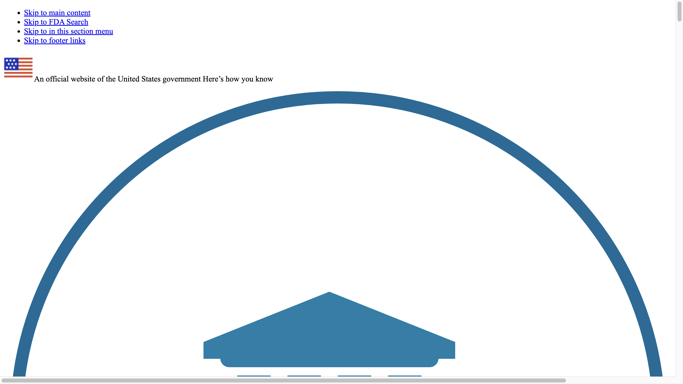 Skip to main content
Skip to FDA Search
Skip to in this section menu
Skip to footer links
An official website of the United States government Here’s how you know